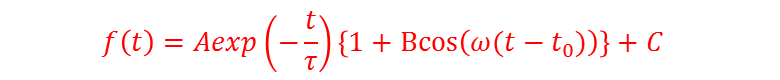 f(t) = Aexp(−t/τ){1 + Bcos(ω(t − t₀))} + C